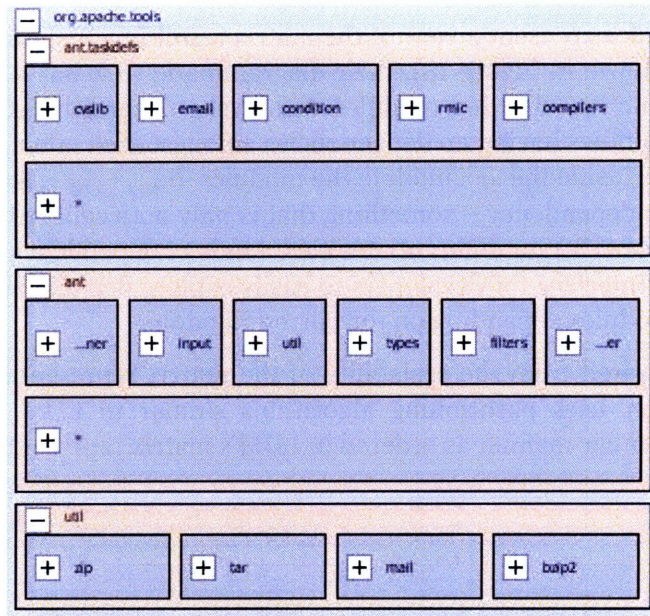 org.apache.tools
ant.taskdefs
cvslib email condition rmic compilers
*
ant
...ner input util types filters ...er
*
util
zip tar mail bzip2